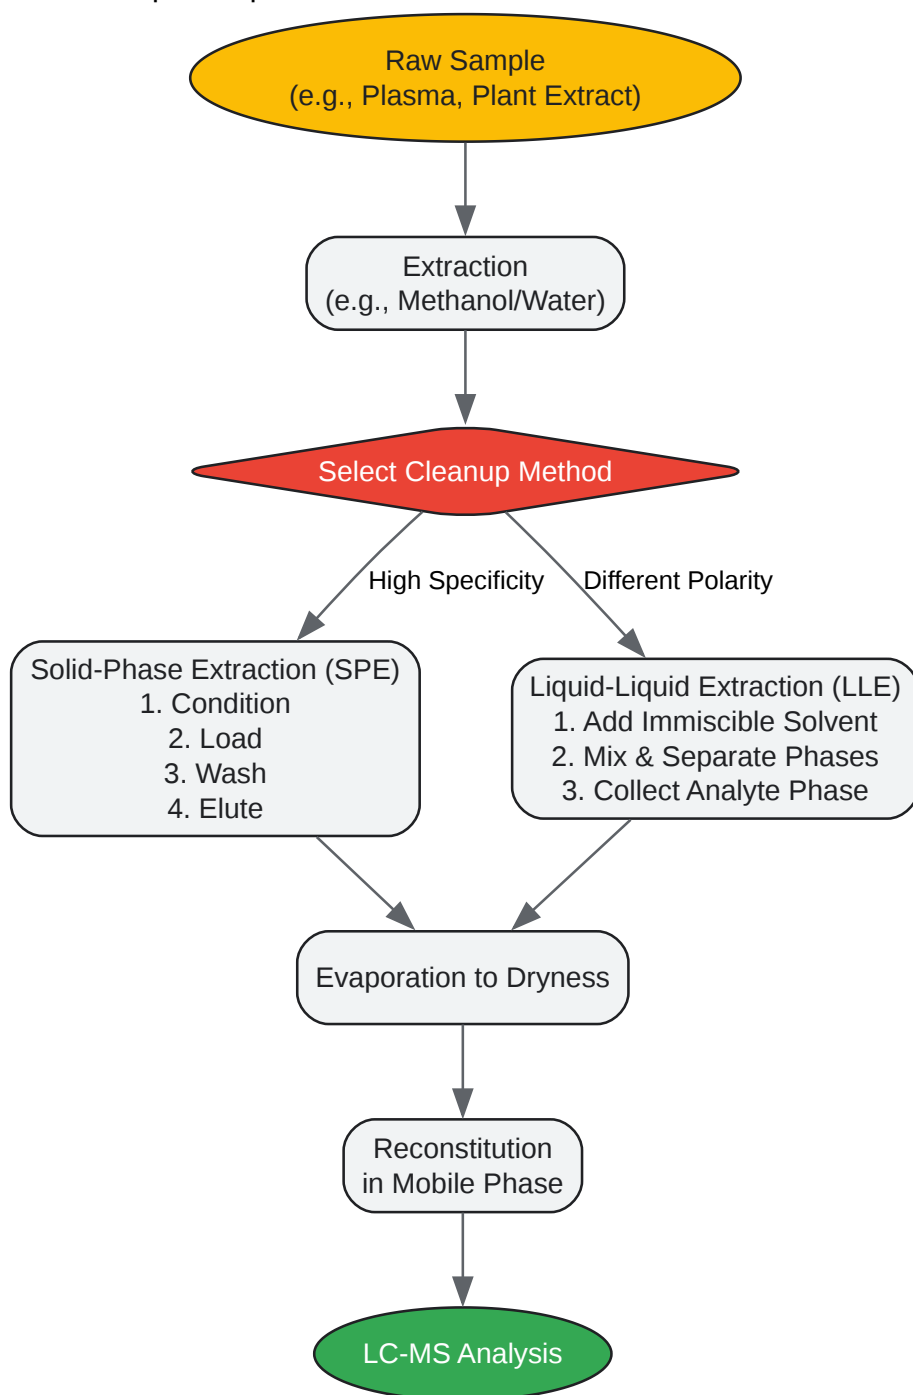 Raw Sample
(e.g., Plasma, Plant Extract)
Extraction
(e.g., Methanol/Water)
Select Cleanup Method
High Specificity
Different Polarity
Solid-Phase Extraction (SPE)
1. Condition
2. Load
3. Wash
4. Elute
Liquid-Liquid Extraction (LLE)
1. Add Immiscible Solvent
2. Mix & Separate Phases
3. Collect Analyte Phase
Evaporation to Dryness
Reconstitution
in Mobile Phase
LC-MS Analysis